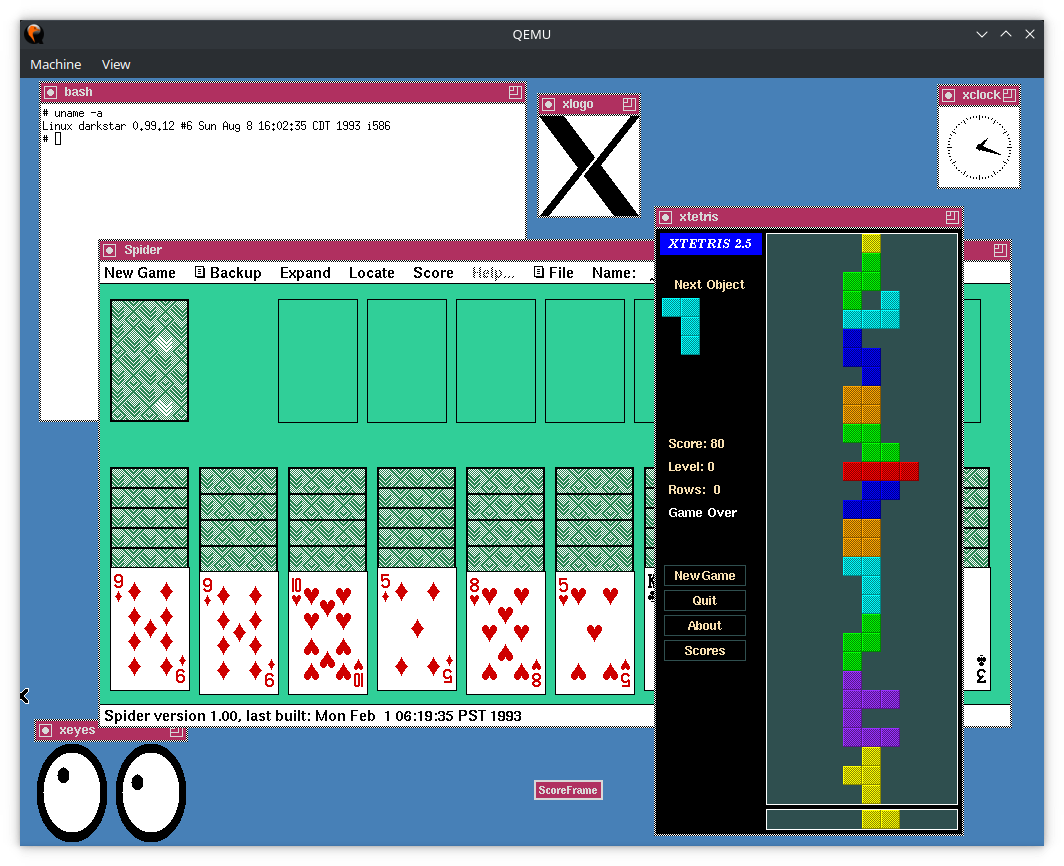 QEMU
Machine View
bash
# uname -a
Linux darkstar 0.99.12 #6 Sun Aug 8 16:02:35 CDT 1993 i586
#
xlogo
xclock
xtetris
XTETRIS 2.5
Next Object
Score: 80
Level: 0
Rows: 0
Game Over
New Game
Quit
About
Scores
Spider
New Game Backup Expand Locate Score Help... File Name:
9 9 10 5 8 5 K
9 9 10 5 8 5 3
Spider version 1.00, last built: Mon Feb 1 06:19:35 PST 1993
xeyes
ScoreFrame